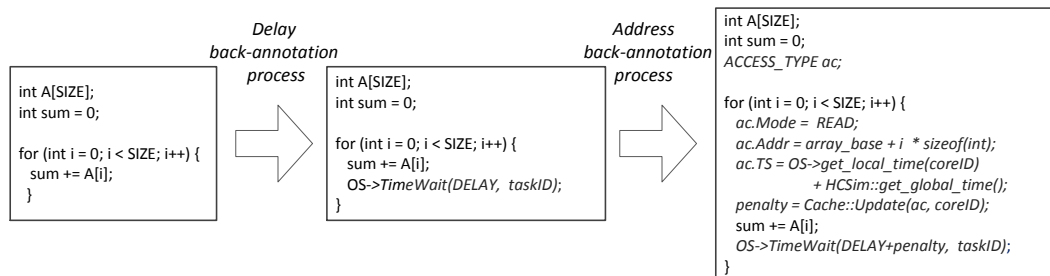 int A[SIZE];
int sum = 0;
for (int i = 0; i < SIZE; i++) {
sum += A[i];
}
Delay
back-annotation
process
int A[SIZE];
int sum = 0;
for (int i = 0; i < SIZE; i++) {
sum += A[i];
OS->TimeWait(DELAY, taskID);
}
Address
back-annotation
process
int A[SIZE];
int sum = 0;
ACCESS_TYPE ac;
for (int i = 0; i < SIZE; i++) {
ac.Mode = READ;
ac.Addr = array_base + i * sizeof(int);
ac.TS = OS->get_local_time(coreID)
+ HCSim::get_global_time();
penalty = Cache::Update(ac, coreID);
sum += A[i];
OS->TimeWait(DELAY+penalty, taskID);
}